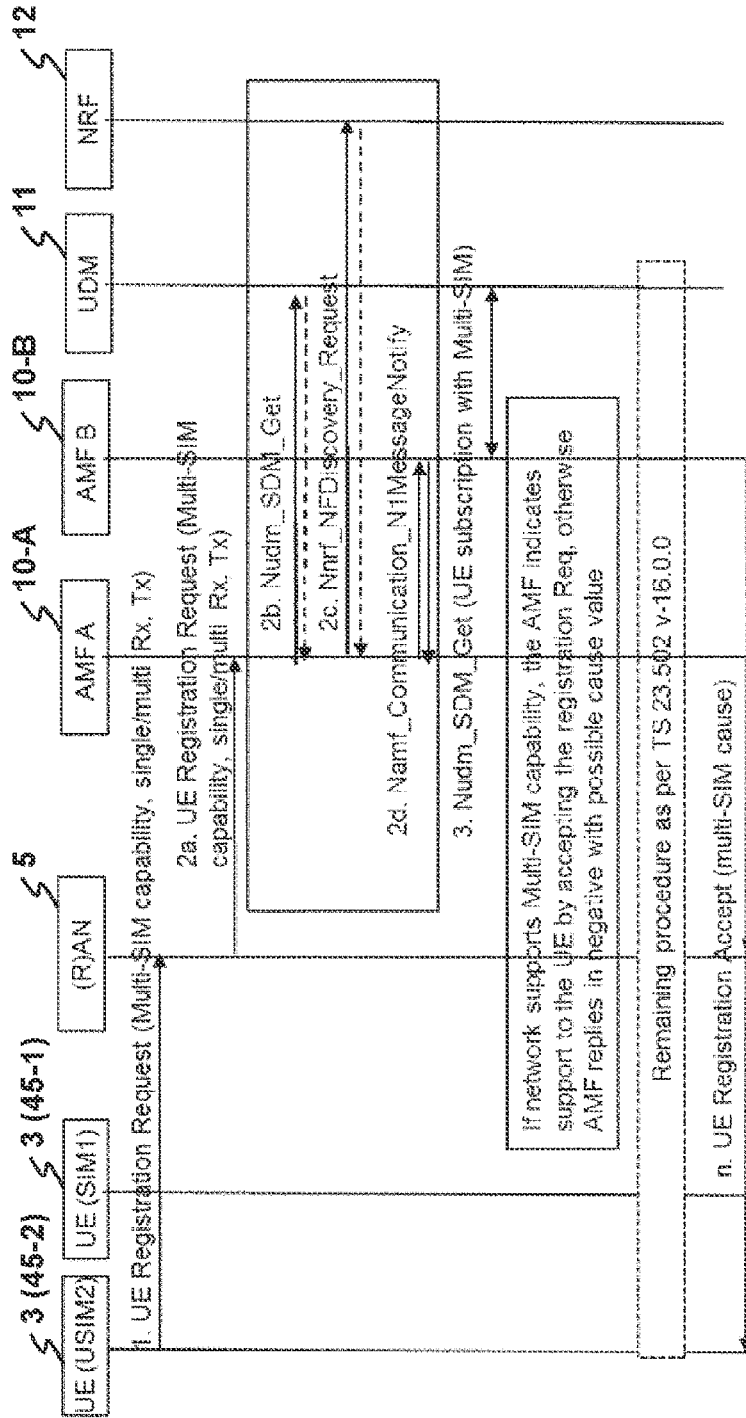 3 (45-2)
3 (45-1)
5
10-A
10-B
11
12
UE (USIM2)
UE (SIM1)
(R)AN
AMF A
AMF B
UDM
NRF
1. UE Registration Request (Multi-SIM capability, single/multi Rx, Tx)
2a. UE Registration Request (Multi-SIM
capability, single/multi Rx, Tx)
2b. Nudm_SDM_Get
2c. Nnrf_NFDiscovery_Request
2d. Namf_Communication_N1MessageNotify
3. Nudm_SDM_Get (UE subscription with Multi-SIM)
If network supports Multi-SIM capability, the AMF indicates
support to the UE by accepting the registration Req, otherwise
AMF replies in negative with possible cause value
Remaining procedure as per TS 23.502 v-16.0.0
n. UE Registration Accept (multi-SIM cause)